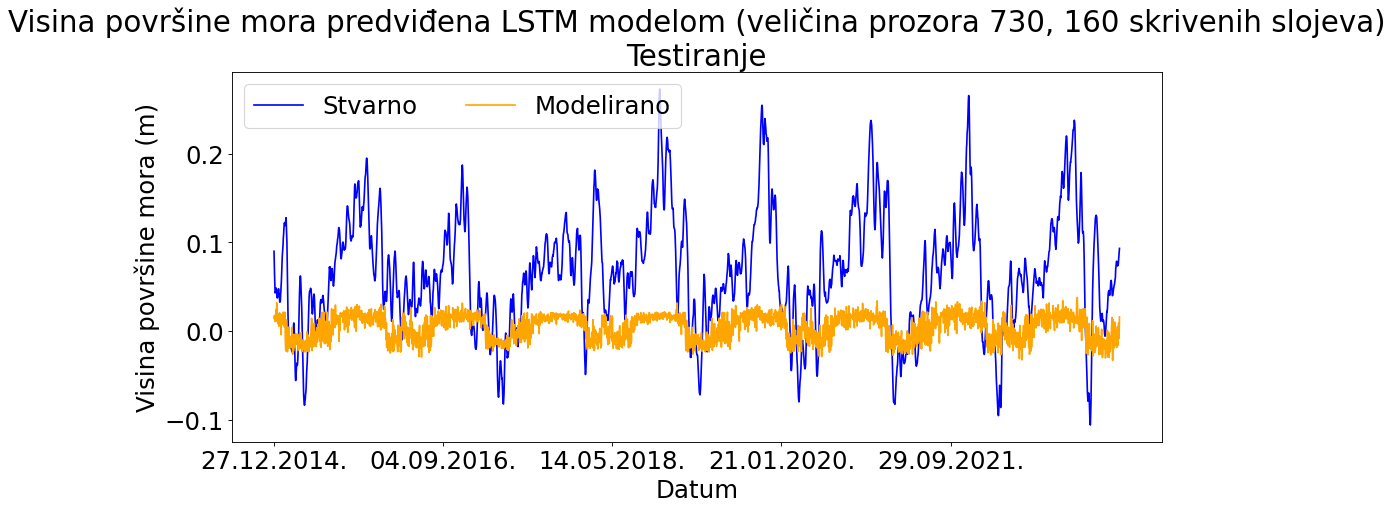 Visina površine mora predviđena LSTM modelom (veličina prozora 730, 160 skrivenih slojeva)
Testiranje
Stvarno Modelirano
Visina površine mora (m)
0.2
0.1
0.0
−0.1
27.12.2014. 04.09.2016. 14.05.2018. 21.01.2020. 29.09.2021.
Datum